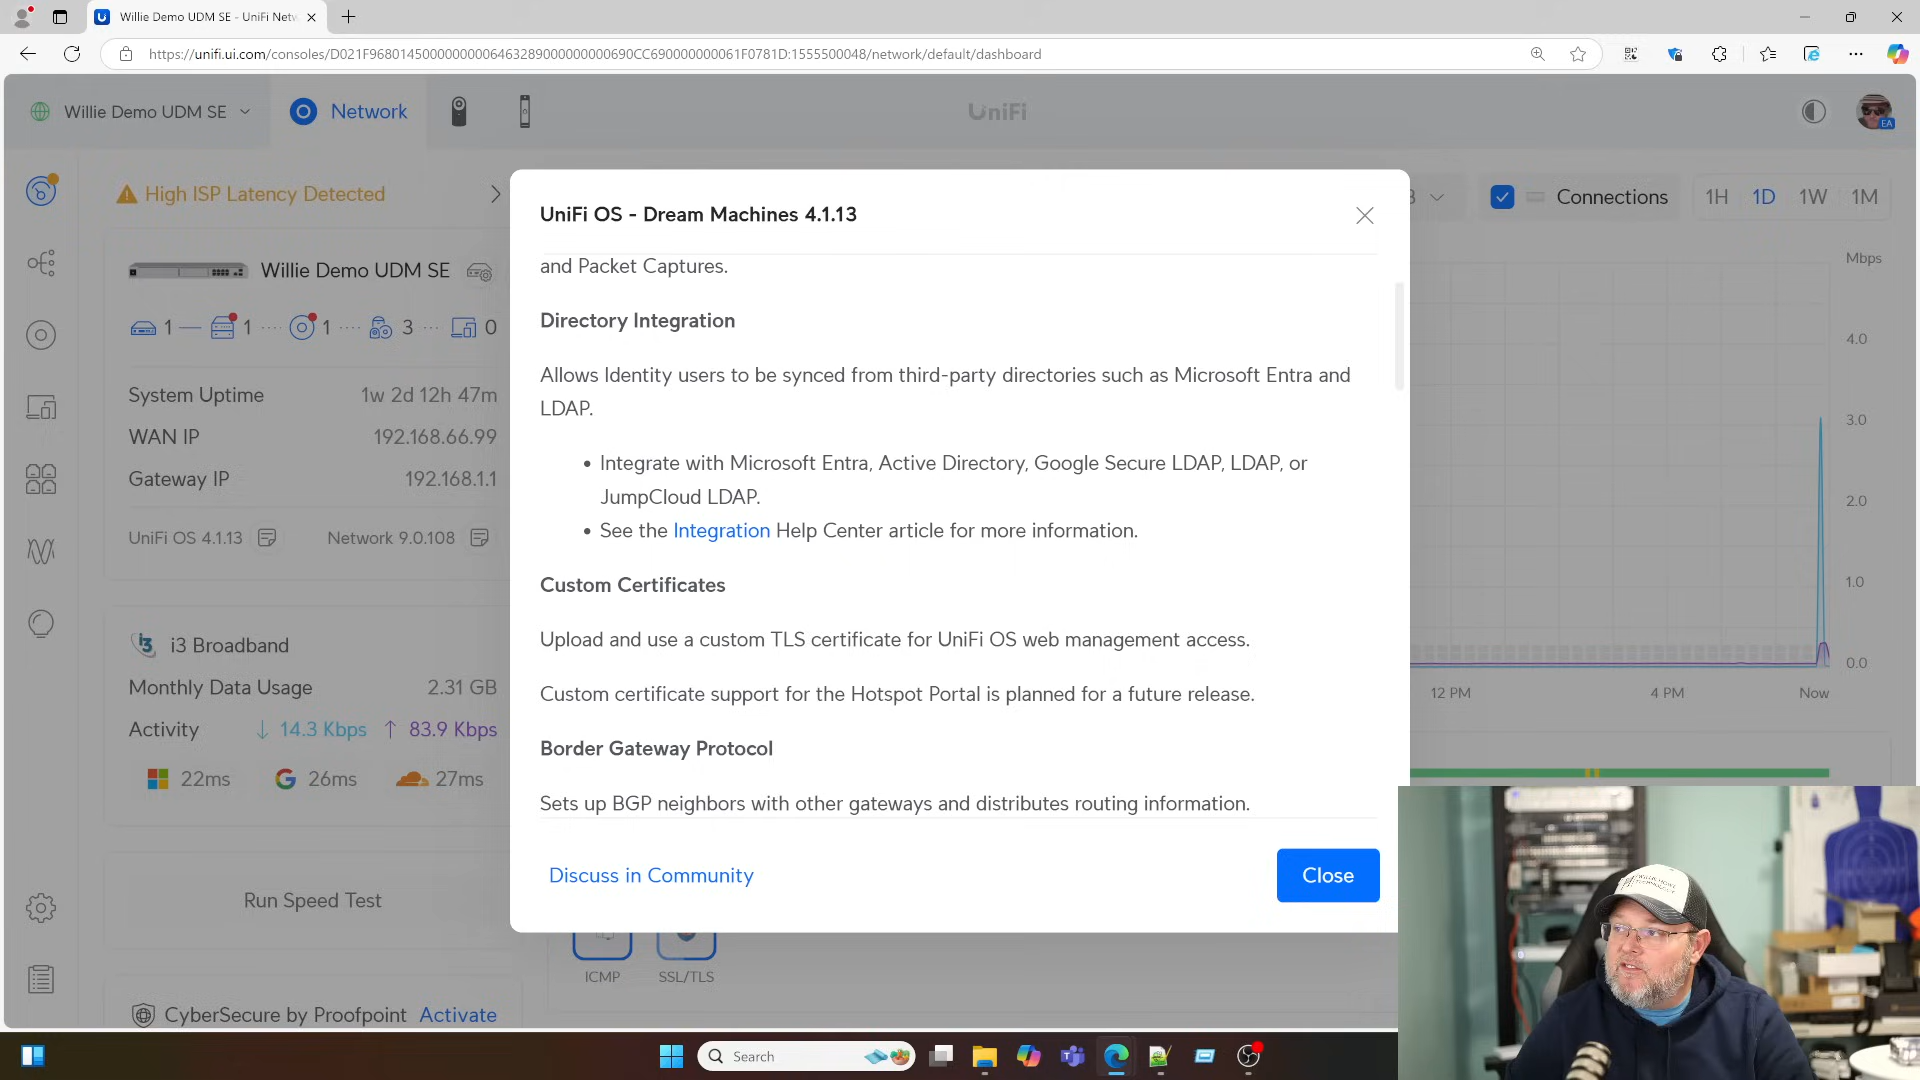 Willie Demo UDM SE - UniFi Netw
https://unifi.ui.com/consoles/D021F9680145000000000646328900000000690CC690000000061F0781D:1555500048/network/default/dashboard
Willie Demo UDM SE
Network
UniFi
EA
High ISP Latency Detected
Connections
1H
1D
1W
1M
Willie Demo UDM SE
1
1
1
3
0
System Uptime
1w 2d 12h 47m
WAN IP
192.168.66.99
Gateway IP
192.168.1.1
UniFi OS 4.1.13
Network 9.0.108
i3
i3 Broadband
Monthly Data Usage
2.31 GB
Activity
↓ 14.3 Kbps
↑ 83.9 Kbps
22ms
26ms
27ms
Run Speed Test
CyberSecure by Proofpoint
Activate
UniFi OS - Dream Machines 4.1.13
and Packet Captures.
Directory Integration
Allows Identity users to be synced from third-party directories such as Microsoft Entra and
LDAP.
• Integrate with Microsoft Entra, Active Directory, Google Secure LDAP, LDAP, or
JumpCloud LDAP.
• See the Integration Help Center article for more information.
Custom Certificates
Upload and use a custom TLS certificate for UniFi OS web management access.
Custom certificate support for the Hotspot Portal is planned for a future release.
Border Gateway Protocol
Sets up BGP neighbors with other gateways and distributes routing information.
Discuss in Community
Close
Mbps
4.0
3.0
2.0
1.0
0.0
12 PM
4 PM
Now
ICMP
SSL/TLS
Search